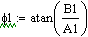 ϕ1 := atan(B1/A1)